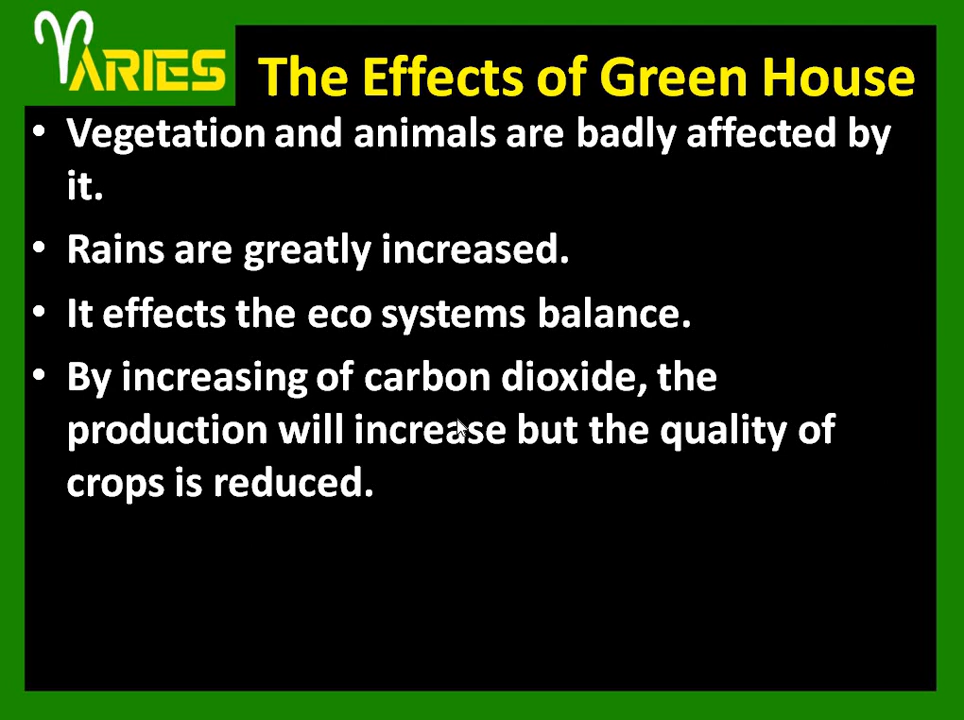 ARIES
The Effects of Green House
• Vegetation and animals are badly affected by
it.
• Rains are greatly increased.
• It effects the eco systems balance.
• By increasing of carbon dioxide, the
production will increase but the quality of
crops is reduced.